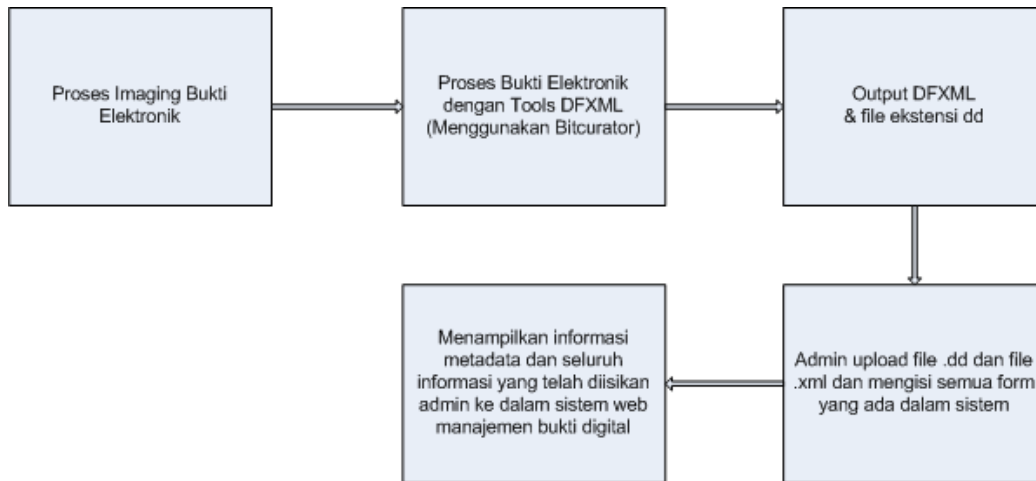 Proses Imaging Bukti
Elektronik
Proses Bukti Elektronik
dengan Tools DFXML
(Menggunakan Bitcurator)
Output DFXML
& file ekstensi dd
Admin upload file .dd dan file
.xml dan mengisi semua form
yang ada dalam sistem
Menampilkan informasi
metadata dan seluruh
informasi yang telah diisikan
admin ke dalam sistem web
manajemen bukti digital